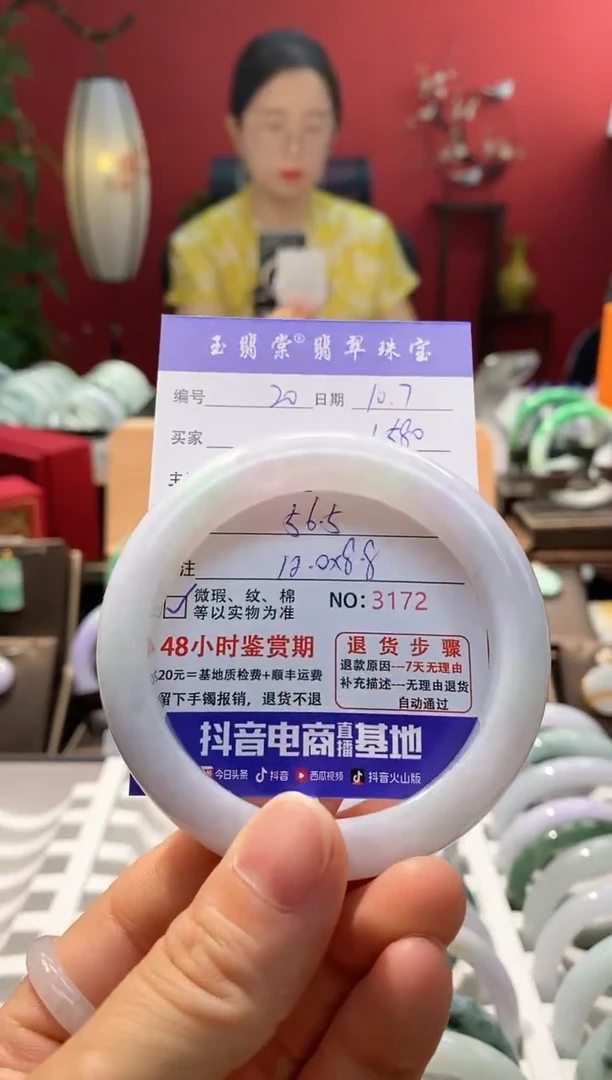 玉翡棠®翡翠珠宝
编号 20 日期 10.7
买家 1580
主
56.5
注 12.0x8.8
微瑕、纹、棉
等以实物为准
NO: 3172
48小时鉴赏期
20元=基地质检费+顺丰运费
留下手镯报销，退货不退
退货步骤
退款原因---7天无理由
补充描述---无理由退货
自动通过
抖音电商直播基地
今日头条 抖音 西瓜视频 抖音火山版